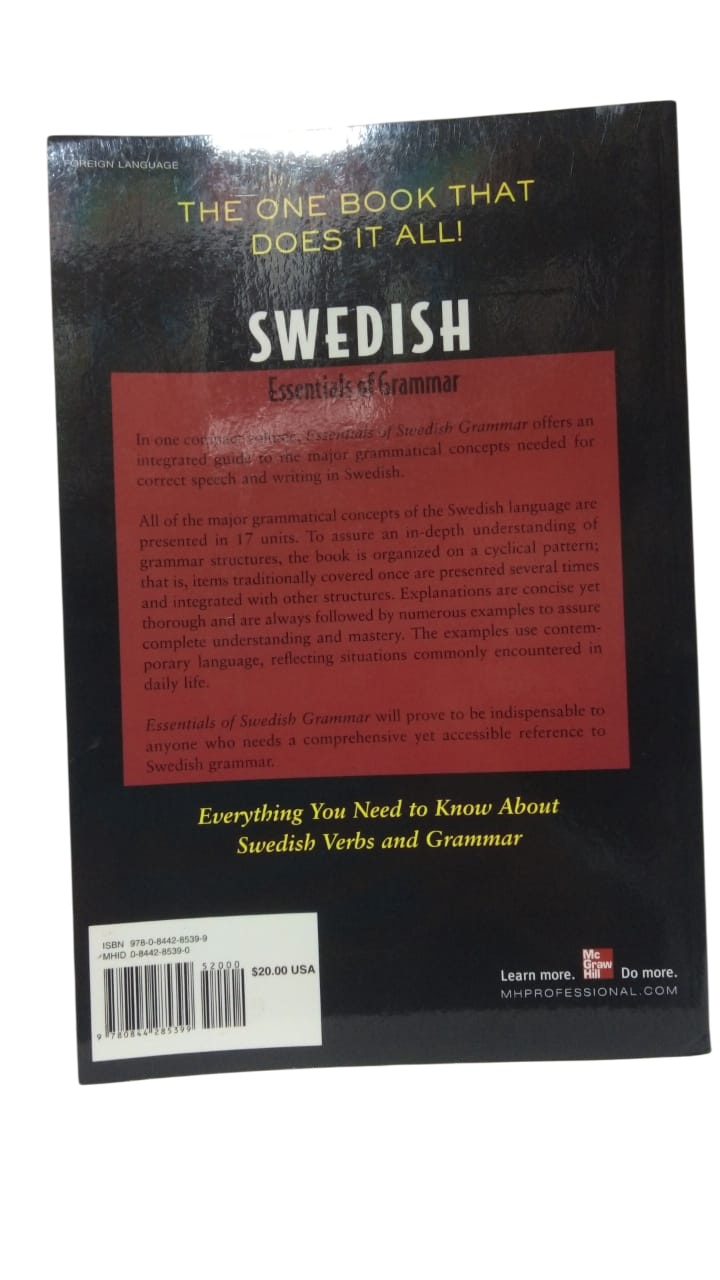 FOREIGN LANGUAGE
THE ONE BOOK THAT
DOES IT ALL!
SWEDISH
Essentials of Grammar
In one compact volume, Essentials of Swedish Grammar offers an
integrated guide to the major grammatical concepts needed for
correct speech and writing in Swedish.
All of the major grammatical concepts of the Swedish language are
presented in 17 units. To assure an in-depth understanding of
grammar structures, the book is organized on a cyclical pattern;
that is, items traditionally covered once are presented several times
and integrated with other structures. Explanations are concise yet
thorough and are always followed by numerous examples to assure
complete understanding and mastery. The examples use contem-
porary language, reflecting situations commonly encountered in
daily life.
Essentials of Swedish Grammar will prove to be indispensable to
anyone who needs a comprehensive yet accessible reference to
Swedish grammar.
Everything You Need to Know About
Swedish Verbs and Grammar
ISBN 978-0-8442-8539-9
MHID 0-8442-8539-0
52000
$20.00 USA
9 780844 285399
Learn more. Mc Graw Hill Do more.
MHPROFESSIONAL.COM